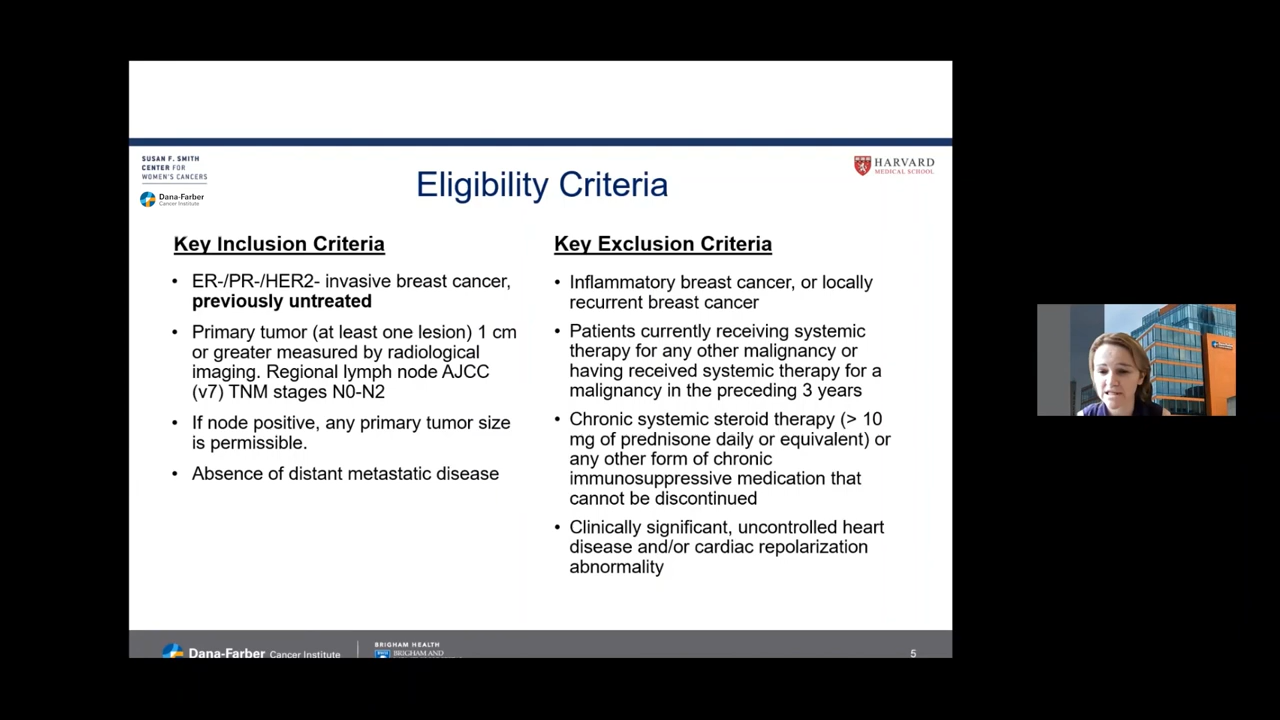 SUSAN F. SMITH
CENTER FOR
WOMEN'S CANCERS
Dana-Farber
Cancer Institute
HARVARD
MEDICAL SCHOOL
Eligibility Criteria
Key Inclusion Criteria
• ER-/PR-/HER2- invasive breast cancer,
previously untreated
• Primary tumor (at least one lesion) 1 cm
or greater measured by radiological
imaging. Regional lymph node AJCC
(v7) TNM stages N0-N2
• If node positive, any primary tumor size
is permissible.
• Absence of distant metastatic disease
Key Exclusion Criteria
• Inflammatory breast cancer, or locally
recurrent breast cancer
• Patients currently receiving systemic
therapy for any other malignancy or
having received systemic therapy for a
malignancy in the preceding 3 years
• Chronic systemic steroid therapy (> 10
mg of prednisone daily or equivalent) or
any other form of chronic
immunosuppressive medication that
cannot be discontinued
• Clinically significant, uncontrolled heart
disease and/or cardiac repolarization
abnormality
Dana-Farber Cancer Institute
BRIGHAM HEALTH
BRIGHAM AND
5